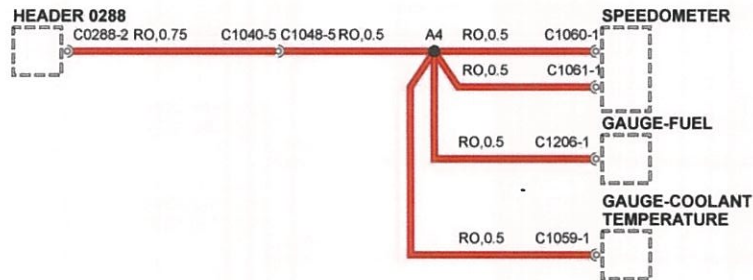 HEADER 0288
SPEEDOMETER
C0288-2 RO,0.75 C1040-5 C1048-5 RO,0.5 A4 RO,0.5 C1060-1
RO,0.5 C1061-1
GAUGE-FUEL
RO,0.5 C1206-1
GAUGE-COOLANT
TEMPERATURE
RO,0.5 C1059-1